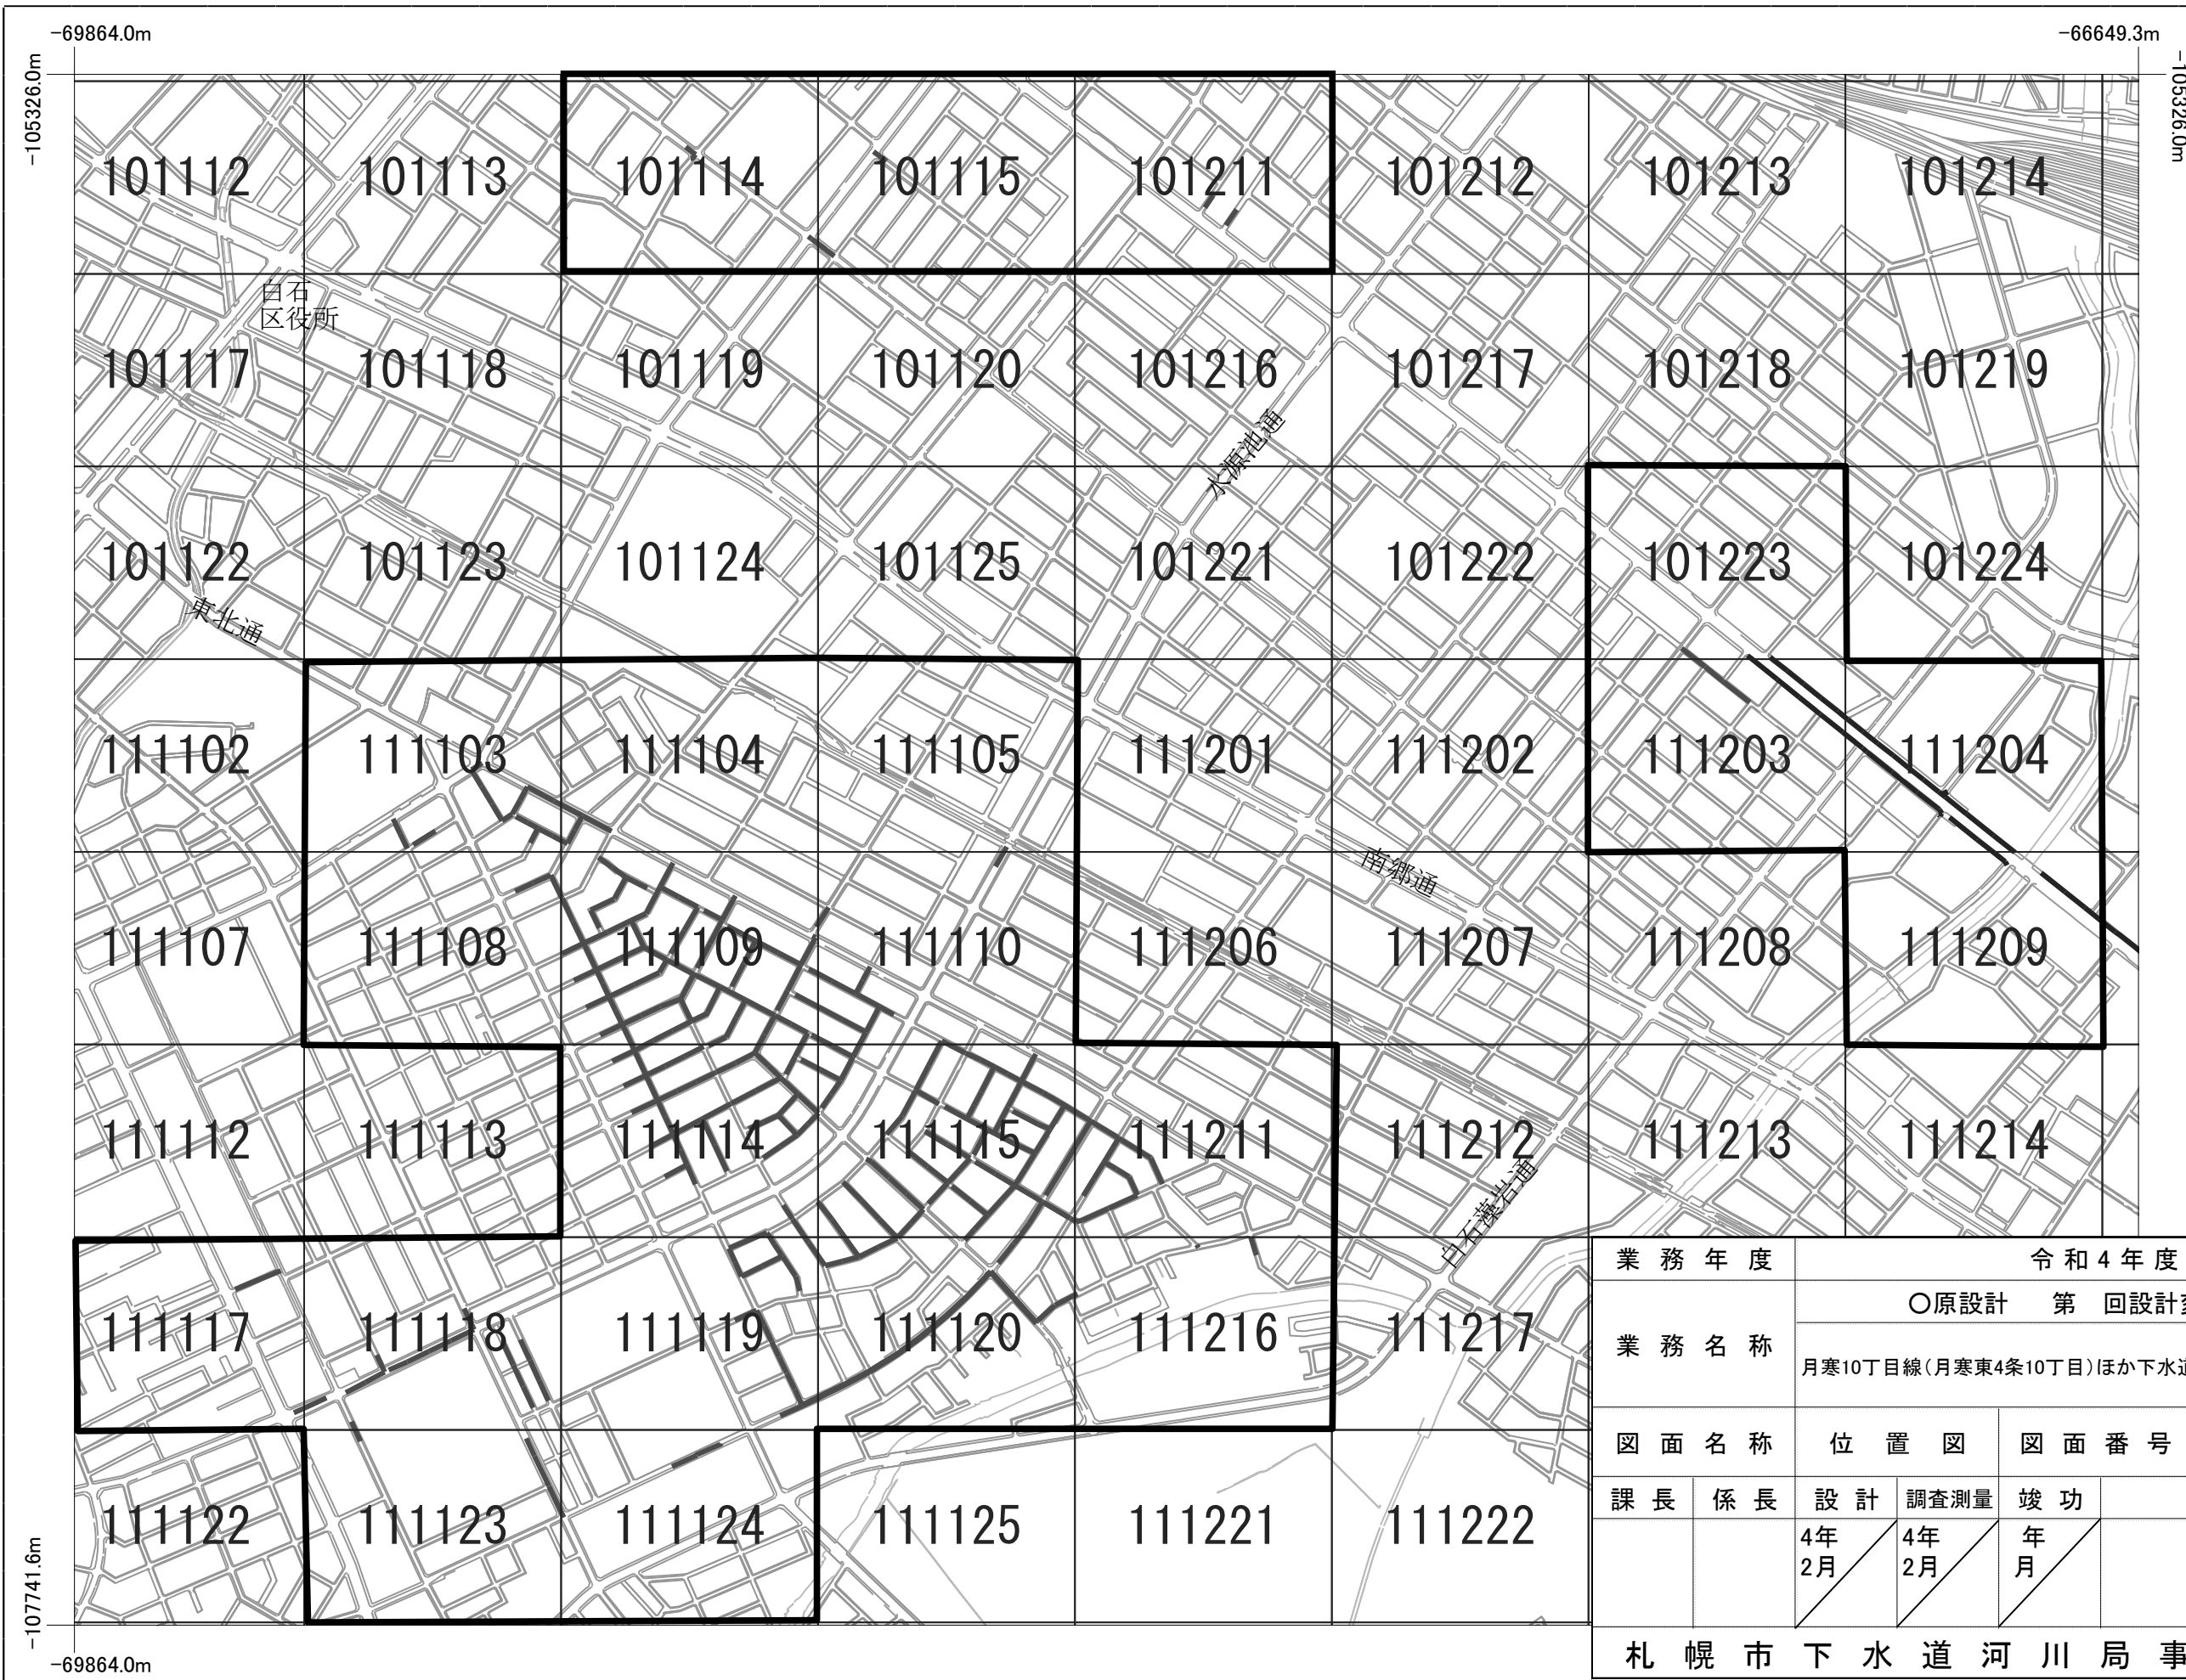 -69864.0m
-66649.3m
-105326.0m
-105326.0m
101112 101113 101114 101115 101211 101212 101213 101214
白石
区役所
101117 101118 101119 101120 101216 101217 101218 101219
水源池通
101122 101123 101124 101125 101221 101222 101223 101224
東北通
111102 111103 111104 111105 111201 111202 111203 111204
南郷通
111107 111108 111109 111110 111206 111207 111208 111209
111112 111113 111114 111115 111211 111212 111213 111214
白石藻岩通
111117 111118 111119 111120 111216 111217
111122 111123 111124 111125 111221 111222
-107741.6m
-69864.0m
業務年度 令和4年度
業務名称 〇原設計 第 回設計
月寒10丁目線(月寒東4条10丁目)ほか下水道
図面名称 位置図 図面番号
課長 係長 設計 調査測量 竣功
4年 4年 年
2月 2月 月
札幌市下水道河川局事